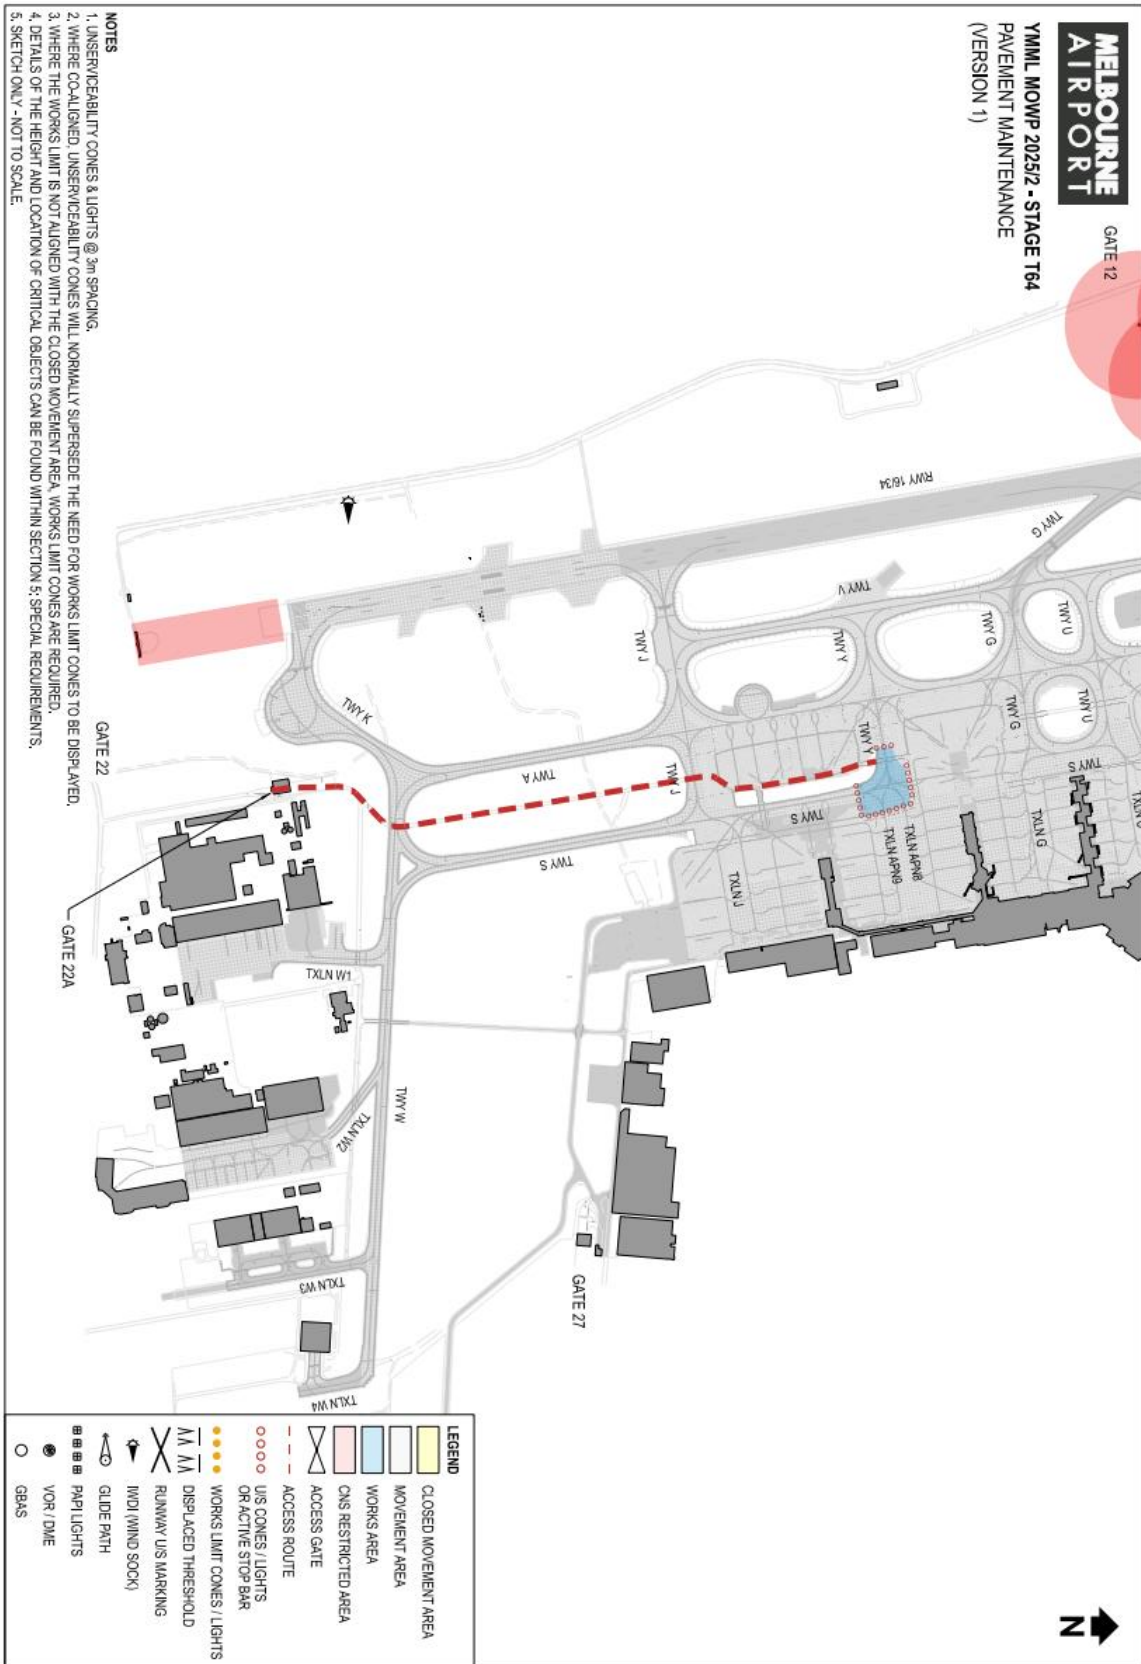 MELBOURNE
AIRPORT
YMML MOWP 2025/2 - STAGE T64
PAVEMENT MAINTENANCE
(VERSION 1)
GATE 12
RWY 16/34
TWY G
TWY V
TWY U
TWY G
TWY Y
TWY J
TWY U
TWY G
TWY Y
TWY K
TWY S
TWY A
TWY J
TXLN G
TXLN APN8
TXLN APN9
TWY S
TWY S
TXLN J
GATE 22
GATE 22A
TXLN W1
TWY W
TXLN W2
GATE 27
TXLN W3
TXLN W4
NOTES
1. UNSERVICEABILITY CONES & LIGHTS @ 3m SPACING.
2. WHERE CO-ALIGNED, UNSERVICEABILITY CONES WILL NORMALLY SUPERSEDE THE NEED FOR WORKS LIMIT CONES TO BE DISPLAYED.
3. WHERE THE WORKS LIMIT IS NOT ALIGNED WITH THE CLOSED MOVEMENT AREA, WORKS LIMIT CONES ARE REQUIRED.
4. DETAILS OF THE HEIGHT AND LOCATION OF CRITICAL OBJECTS CAN BE FOUND WITHIN SECTION 5; SPECIAL REQUIREMENTS.
5. SKETCH ONLY - NOT TO SCALE.
LEGEND
CLOSED MOVEMENT AREA
MOVEMENT AREA
WORKS AREA
CNS RESTRICTED AREA
ACCESS GATE
ACCESS ROUTE
U/S CONES / LIGHTS
OR ACTIVE STOP BAR
WORKS LIMIT CONES / LIGHTS
DISPLACED THRESHOLD
RUNWAY U/S MARKING
IWDI (WIND SOCK)
GLIDE PATH
PAPI LIGHTS
VOR / DME
GBAS
N